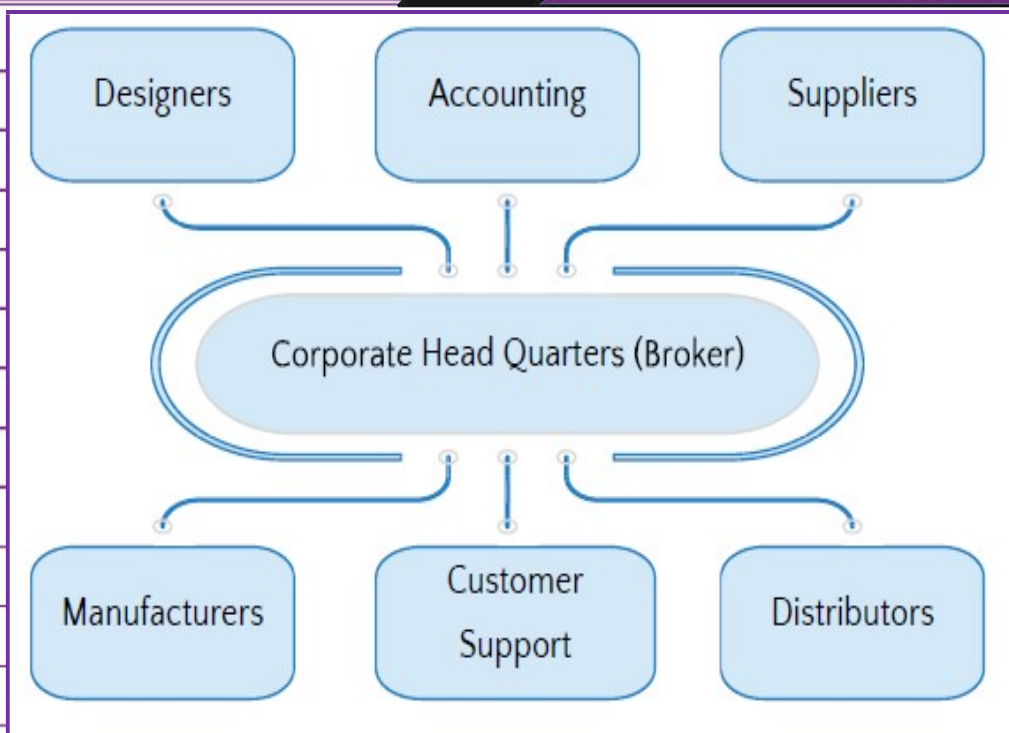 Designers
Accounting
Suppliers
Corporate Head Quarters (Broker)
Manufacturers
Customer
Support
Distributors